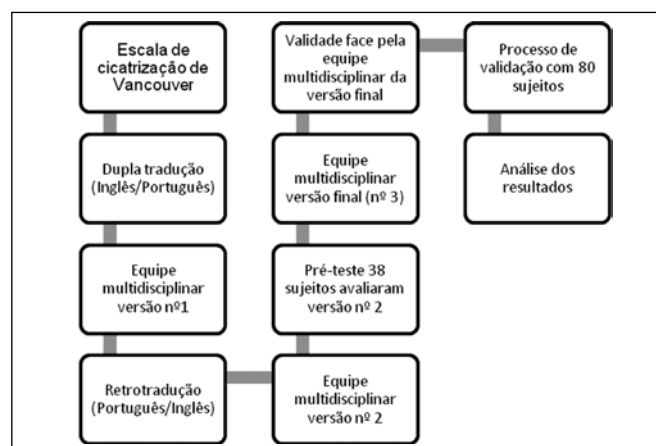 Escala de
cicatrização de
Vancouver
Dupla tradução
(Inglês/Português)
Equipe
multidisciplinar
versão nº1
Retrotradução
(Português/Inglês)
Equipe
multidisciplinar
versão nº 2
Pré-teste 38
sujeitos avaliaram
versão nº 2
Equipe
multidisciplinar
versão final (nº 3)
Validade face pela
equipe
multidisciplinar da
versão final
Processo de
validação com 80
sujeitos
Análise dos
resultados